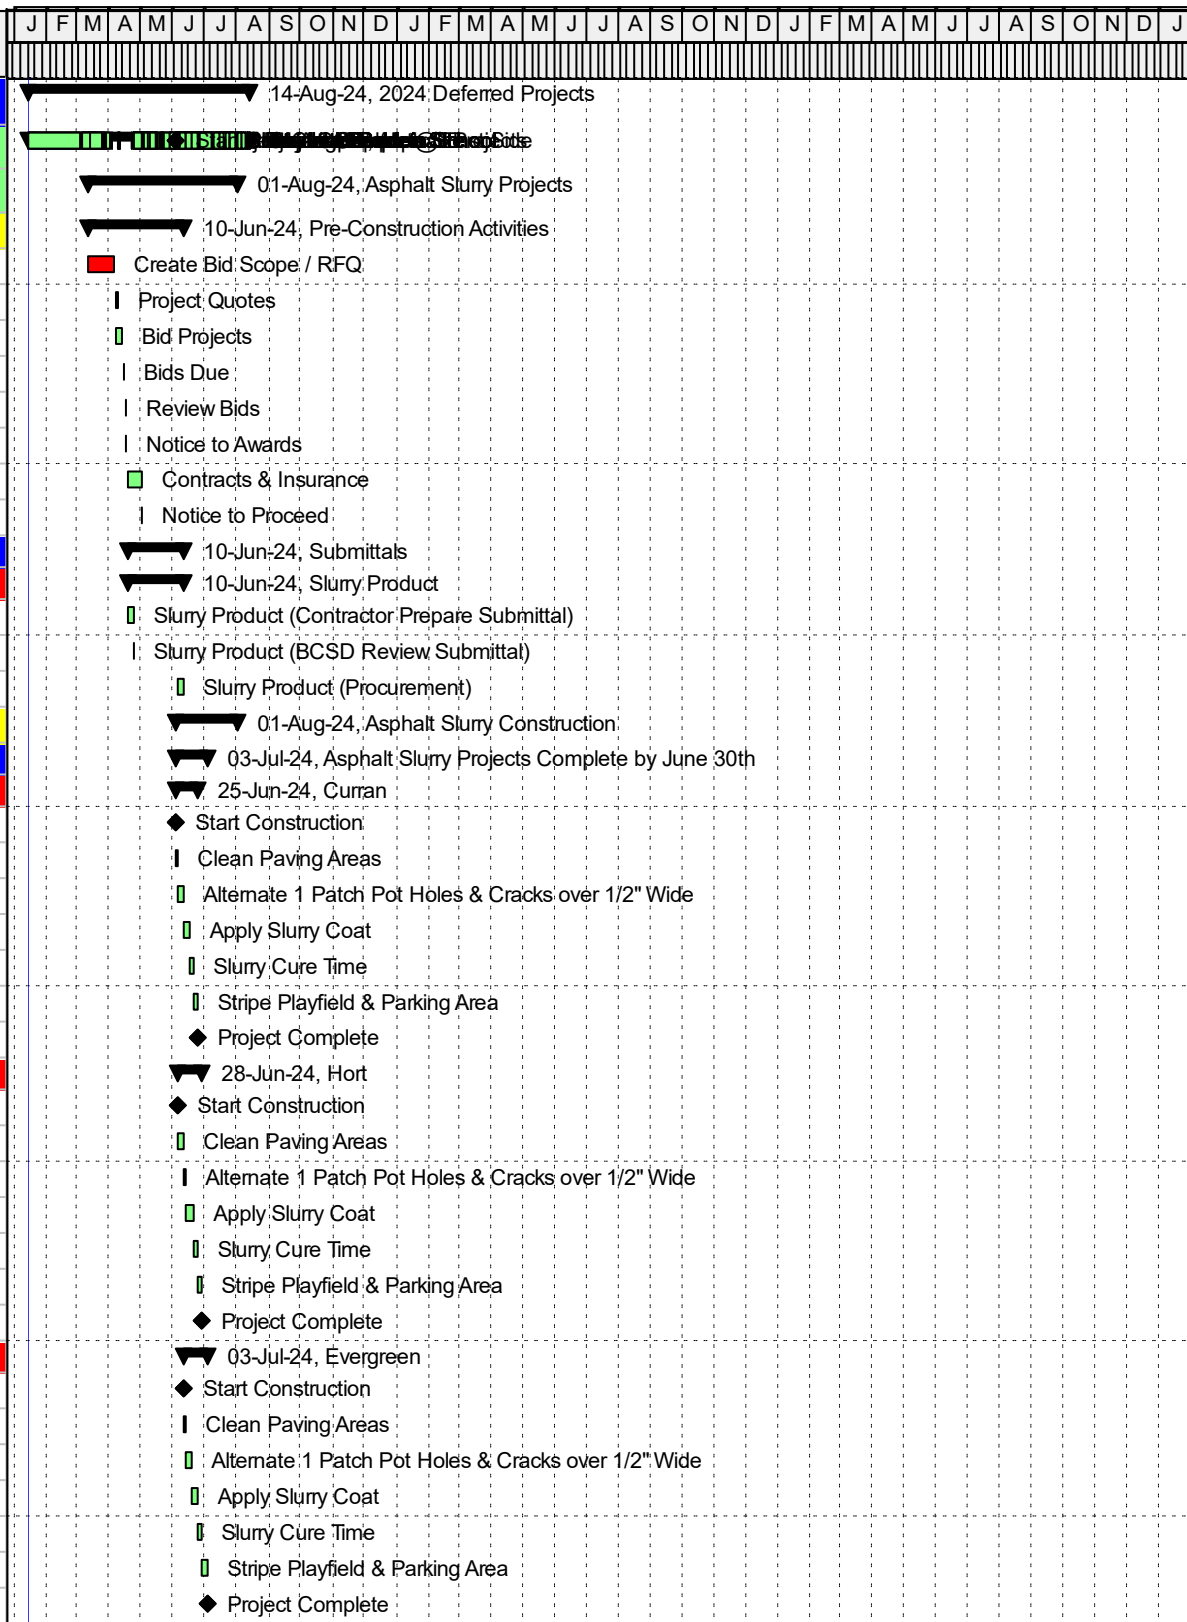 J F M A M J J A S O N D J F M A M J J A S O N D J F M A M J J A S O N D J
14-Aug-24, 2024 Deferred Projects
01-Aug-24, Asphalt Slurry Projects
10-Jun-24, Pre-Construction Activities
Create Bid Scope / RFQ
Project Quotes
Bid Projects
Bids Due
Review Bids
Notice to Awards
Contracts & Insurance
Notice to Proceed
10-Jun-24, Submittals
10-Jun-24, Slurry Product
Slurry Product (Contractor Prepare Submittal)
Slurry Product (BCSD Review Submittal)
Slurry Product (Procurement)
01-Aug-24, Asphalt Slurry Construction
03-Jul-24, Asphalt Slurry Projects Complete by June 30th
25-Jun-24, Curran
Start Construction
Clean Paving Areas
Alternate 1 Patch Pot Holes & Cracks over 1/2" Wide
Apply Slurry Coat
Slurry Cure Time
Stripe Playfield & Parking Area
Project Complete
28-Jun-24, Hort
Start Construction
Clean Paving Areas
Alternate 1 Patch Pot Holes & Cracks over 1/2" Wide
Apply Slurry Coat
Slurry Cure Time
Stripe Playfield & Parking Area
Project Complete
03-Jul-24, Evergreen
Start Construction
Clean Paving Areas
Alternate 1 Patch Pot Holes & Cracks over 1/2" Wide
Apply Slurry Coat
Slurry Cure Time
Stripe Playfield & Parking Area
Project Complete